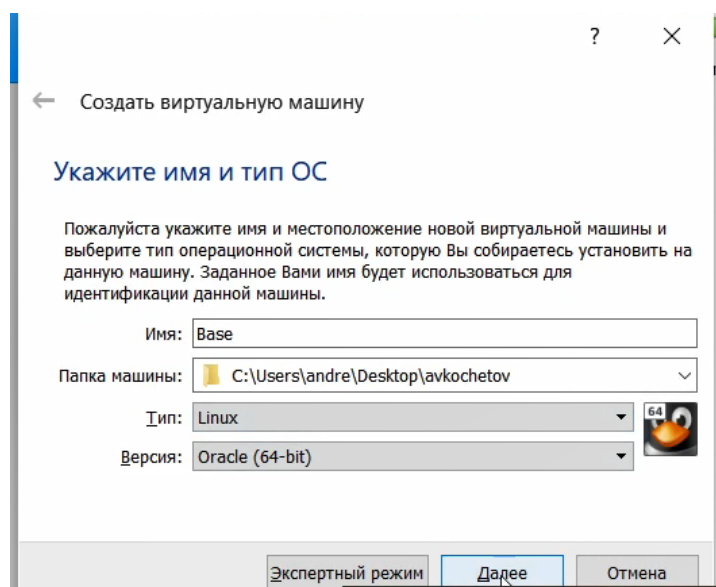 ?
Создать виртуальную машину
Укажите имя и тип ОС
Пожалуйста укажите имя и местоположение новой виртуальной машины и
выберите тип операционной системы, которую Вы собираетесь установить на
данную машину. Заданное Вами имя будет использоваться для
идентификации данной машины.
Имя: Base
Папка машины: C:\Users\andre\Desktop\avkochetov
Тип: Linux
64
Версия: Oracle (64-bit)
Экспертный режим Далее Отмена